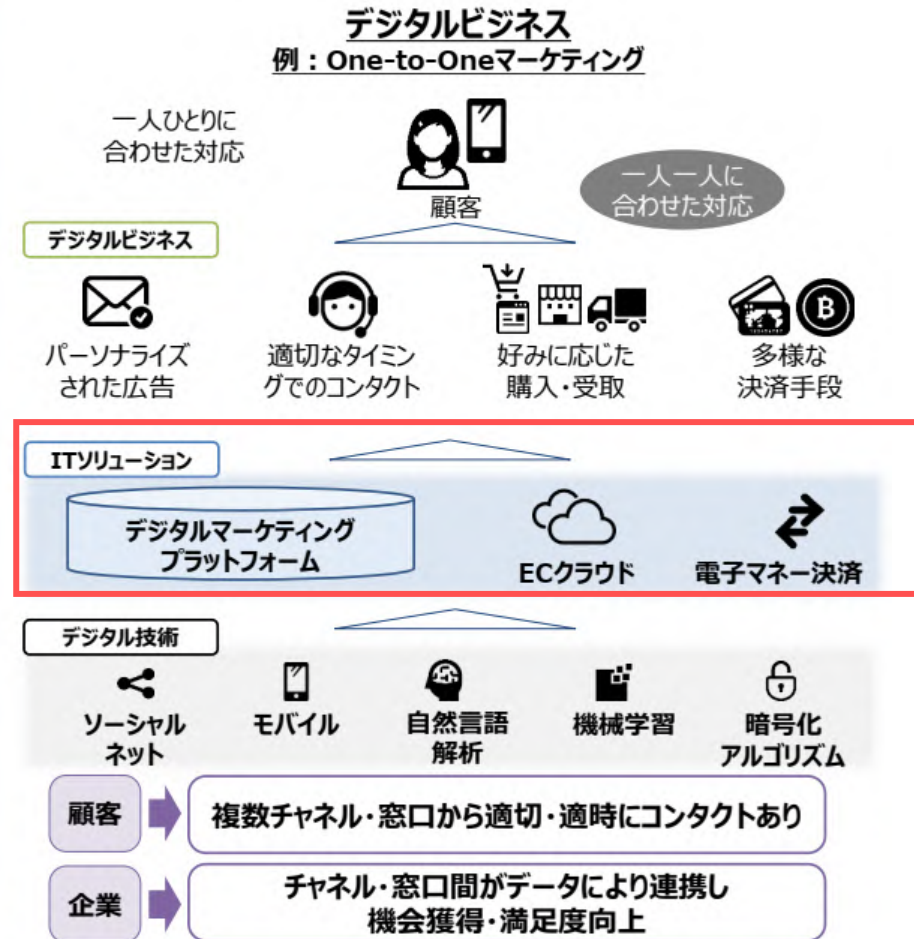 デジタルビジネス
例：One-to-Oneマーケティング
一人ひとりに
合わせた対応
一人一人に
合わせた対応
顧客
デジタルビジネス
パーソナライズ
された広告
適切なタイミン
グでのコンタクト
好みに応じた
購入・受取
多様な
決済手段
ITソリューション
デジタルマーケティング
プラットフォーム
ECクラウド
電子マネー決済
デジタル技術
ソーシャル
ネット
モバイル
自然言語
解析
機械学習
暗号化
アルゴリズム
顧客
複数チャネル・窓口から適切・適時にコンタクトあり
企業
チャネル・窓口間がデータにより連携し
機会獲得・満足度向上